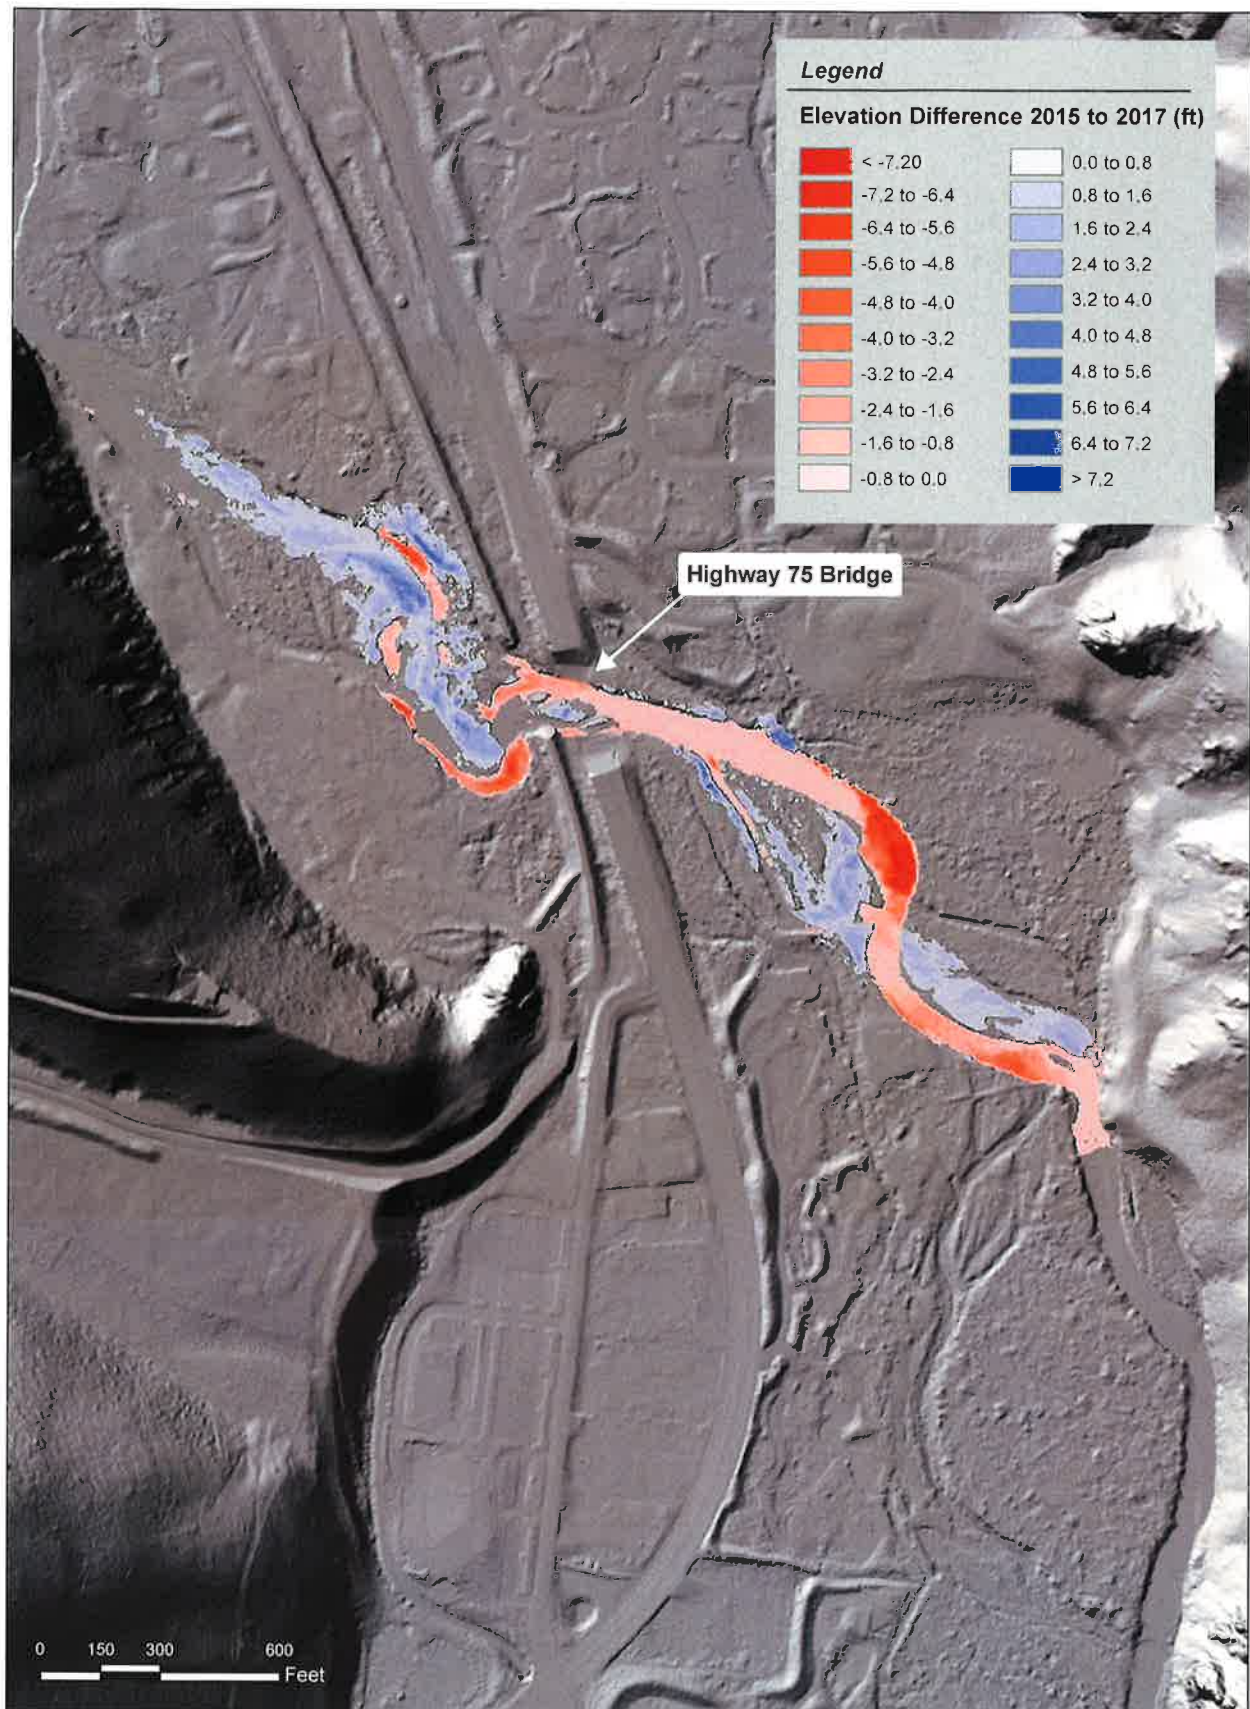 Legend
Elevation Difference 2015 to 2017 (ft)
< -7.20
-7.2 to -6.4
-6.4 to -5.6
-5.6 to -4.8
-4.8 to -4.0
-4.0 to -3.2
-3.2 to -2.4
-2.4 to -1.6
-1.6 to -0.8
-0.8 to 0.0
0.0 to 0.8
0.8 to 1.6
1.6 to 2.4
2.4 to 3.2
3.2 to 4.0
4.0 to 4.8
4.8 to 5.6
5.6 to 6.4
6.4 to 7.2
> 7.2
Highway 75 Bridge
0 150 300 600
Feet